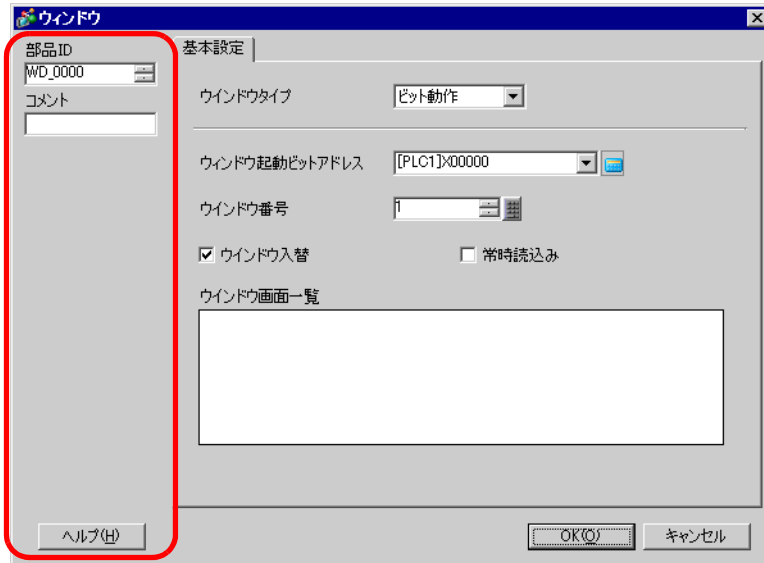 ウィンドウ
部品ID
WD_0000
コメント
基本設定
ウインドウタイプ
ビット動作
ウィンドウ起動ビットアドレス
[PLC1]X00000
ウインドウ番号
1
ウインドウ入替
常時読込み
ウインドウ画面一覧
ヘルプ(H)
OK(O)
キャンセル